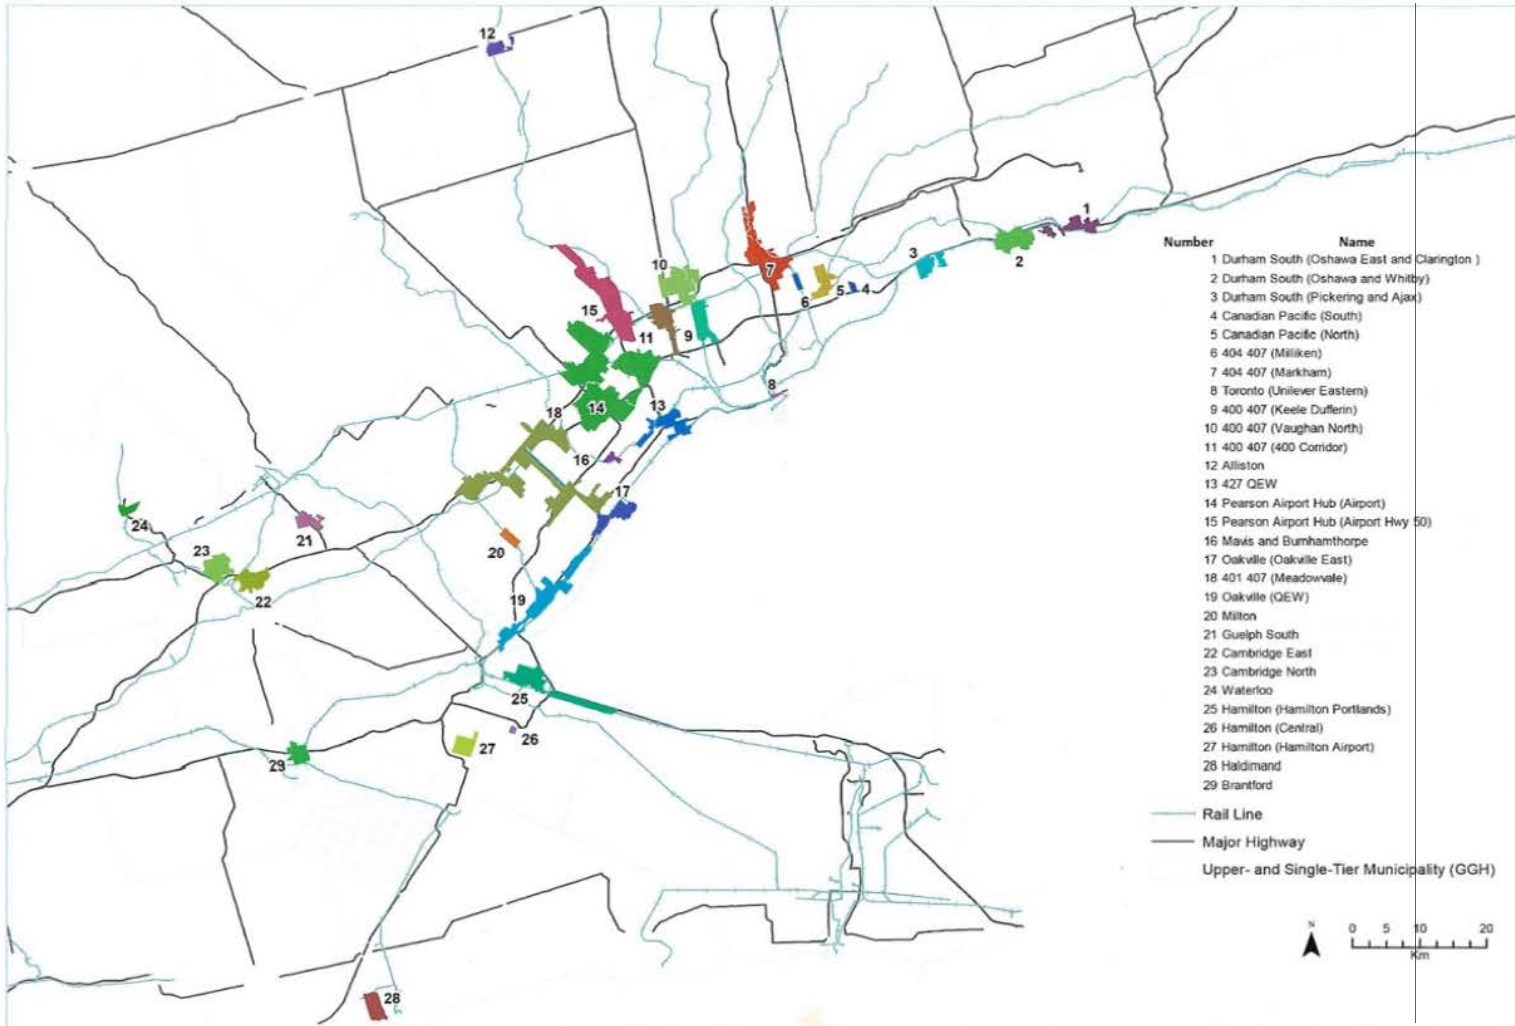 12
1
10
7
3
2
5
4
15
6
11
9
8
14
13
18
16
17
24
21
20
23
22
19
25
26
27
29
28
Number Name
1 Durham South (Oshawa East and Clarington )
2 Durham South (Oshawa and Whitby)
3 Durham South (Pickering and Ajax)
4 Canadian Pacific (South)
5 Canadian Pacific (North)
6 404 407 (Milliken)
7 404 407 (Markham)
8 Toronto (Unilever Eastern)
9 400 407 (Keele Dufferin)
10 400 407 (Vaughan North)
11 400 407 (400 Corridor)
12 Alliston
13 427 QEW
14 Pearson Airport Hub (Airport)
15 Pearson Airport Hub (Airport Hwy 50)
16 Mavis and Burnhamthorpe
17 Oakville (Oakville East)
18 401 407 (Meadowvale)
19 Oakville (QEW)
20 Milton
21 Guelph South
22 Cambridge East
23 Cambridge North
24 Waterloo
25 Hamilton (Hamilton Portlands)
26 Hamilton (Central)
27 Hamilton (Hamilton Airport)
28 Haldimand
29 Brantford
Rail Line
Major Highway
Upper- and Single-Tier Municipality (GGH)
N
0 5 10 20
Km